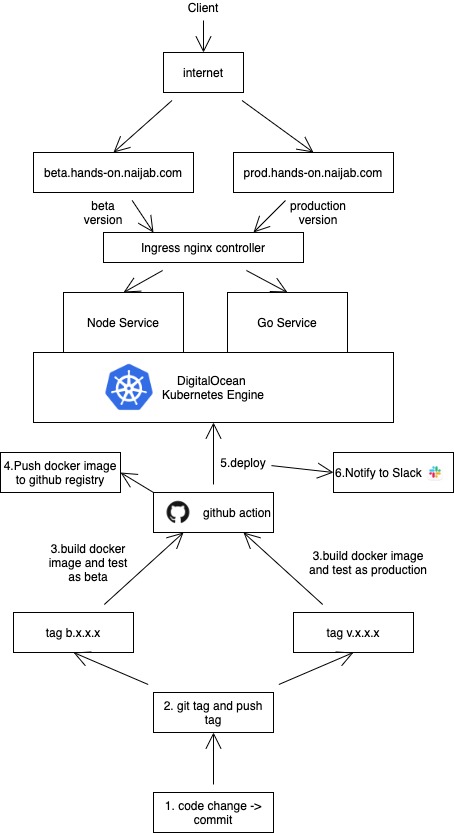 Client
internet
beta.hands-on.naijab.com
prod.hands-on.naijab.com
beta
version
production
version
Ingress nginx controller
Node Service
Go Service
DigitalOcean
Kubernetes Engine
4.Push docker image
to github registry
5.deploy
6.Notify to Slack
github action
3.build docker
image and test
as beta
3.build docker image
and test as production
tag b.x.x.x
tag v.x.x.x
2. git tag and push
tag
1. code change ->
commit